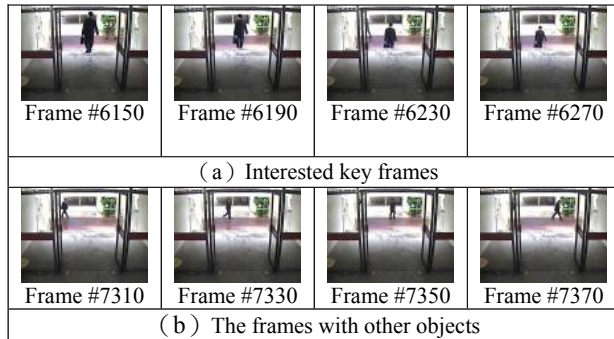 Frame #6150 Frame #6190 Frame #6230 Frame #6270
（a）Interested key frames
Frame #7310 Frame #7330 Frame #7350 Frame #7370
（b）The frames with other objects